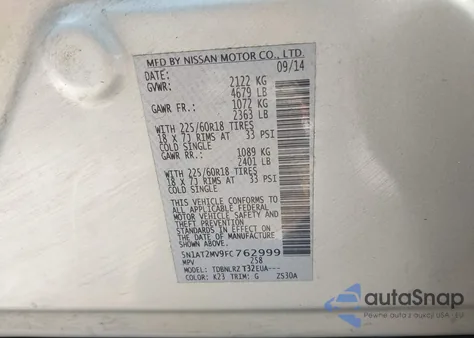 MFD BY NISSAN MOTOR CO., LTD.
DATE: 09/14
GVWR: 2122 KG
4679 LB
GAWR FR.: 1072 KG
2363 LB
WITH 225/60R18 TIRES
18 X 7J RIMS AT 33 PSI
COLD SINGLE
GAWR RR.: 1089 KG
2401 LB
WITH 225/60R18 TIRES
18 X 7J RIMS AT 33 PSI
COLD SINGLE
THIS VEHICLE CONFORMS TO
ALL APPLICABLE FEDERAL
MOTOR VEHICLE SAFETY AND
THEFT PREVENTION
STANDARDS IN EFFECT ON
THE DATE OF MANUFACTURE
SHOWN ABOVE.
5N1AT2MV9FC762999
MPV 258
MODEL: TDBNLRZ T32EUA---
COLOR: K23 TRIM: G ZS30A
autoSnap
WWW.AUTOSNAP.US